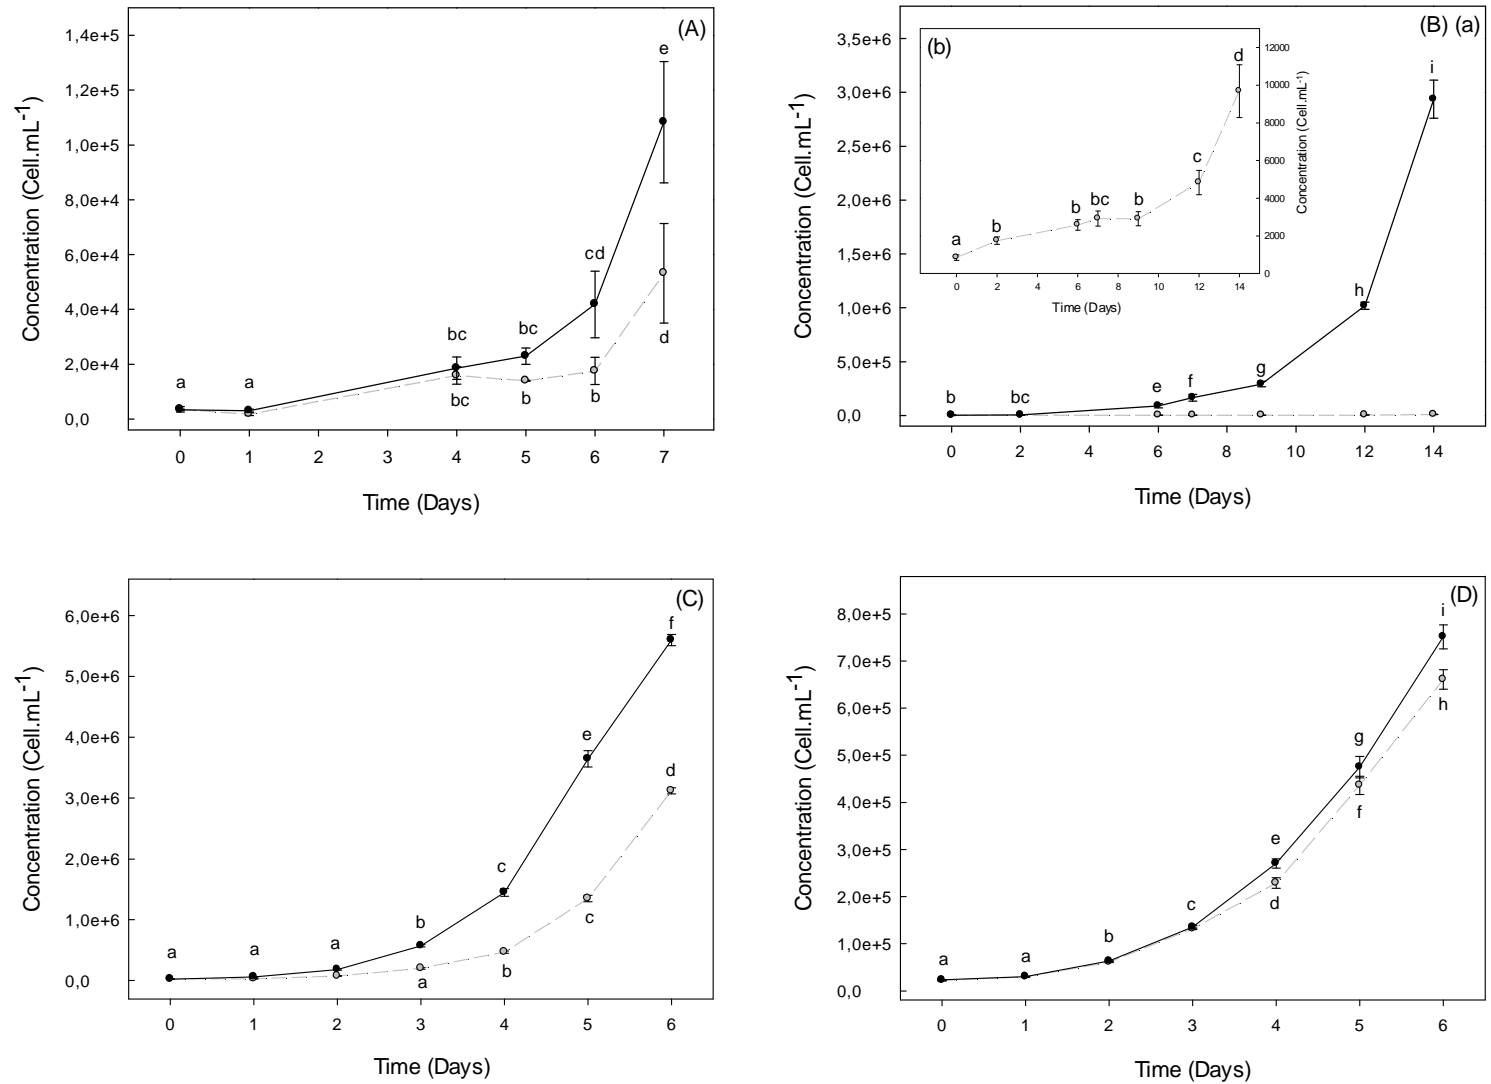 (A)
1,4e+5
1,2e+5
1,0e+5
8,0e+4
6,0e+4
4,0e+4
2,0e+4
0,0
Concentration (Cell.mL-1)
a a bc bc cd e
bc b b d
0 1 2 3 4 5 6 7
Time (Days)
(B) (a)
3,5e+6
3,0e+6
2,5e+6
2,0e+6
1,5e+6
1,0e+6
5,0e+5
0,0
Concentration (Cell.mL-1)
b bc e f g h i
0 2 4 6 8 10 12 14
Time (Days)
(b)
a b b bc b c d
12000
10000
8000
6000
4000
2000
0
Concentration (Cell.mL-1)
0 2 4 6 8 10 12 14
Time (Days)
(C)
6,0e+6
5,0e+6
4,0e+6
3,0e+6
2,0e+6
1,0e+6
0,0
Concentration (Cell.mL-1)
a a a b c e f
a b c d
0 1 2 3 4 5 6
Time (Days)
(D)
8,0e+5
7,0e+5
6,0e+5
5,0e+5
4,0e+5
3,0e+5
2,0e+5
1,0e+5
0,0
Concentration (Cell.mL-1)
a a b c e g i
d f h
0 1 2 3 4 5 6
Time (Days)